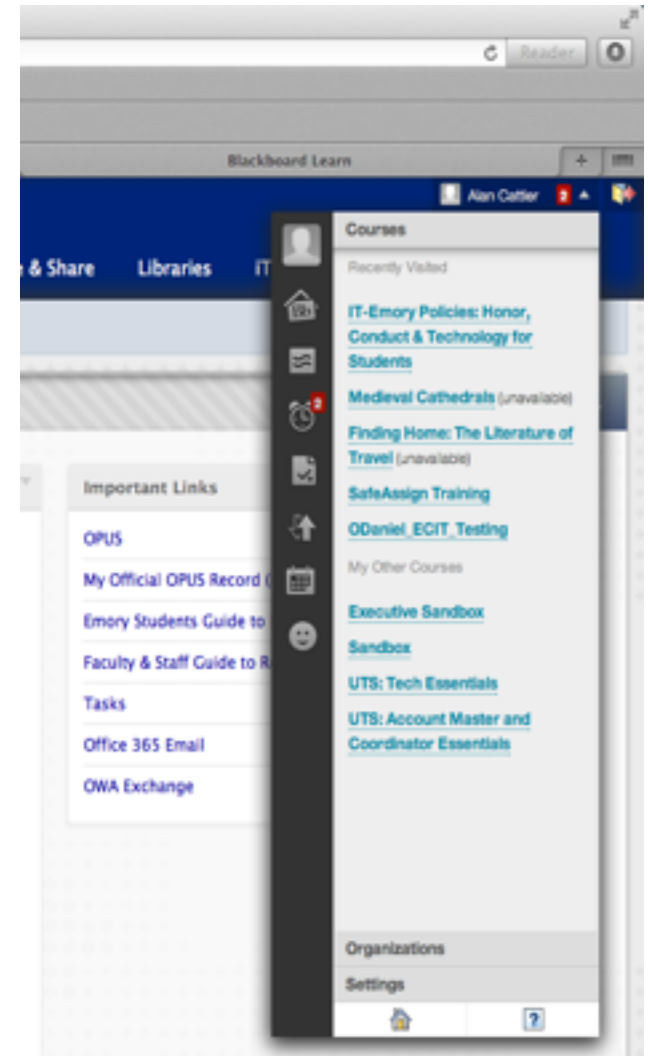 Reader
Blackboard Learn
+
Alan Cattier 2
& Share Libraries IT
Courses
Recently Visited
IT-Emory Policies: Honor,
Conduct & Technology for
Students
Medieval Cathedrals (unavailable)
Finding Home: The Literature of
Travel (unavailable)
SafeAssign Training
ODaniel_ECIT_Testing
My Other Courses
Executive Sandbox
Sandbox
UTS: Tech Essentials
UTS: Account Master and
Coordinator Essentials
Organizations
Settings
?
2
Important Links
OPUS
My Official OPUS Record (
Emory Students Guide to
Faculty & Staff Guide to R
Tasks
Office 365 Email
OWA Exchange